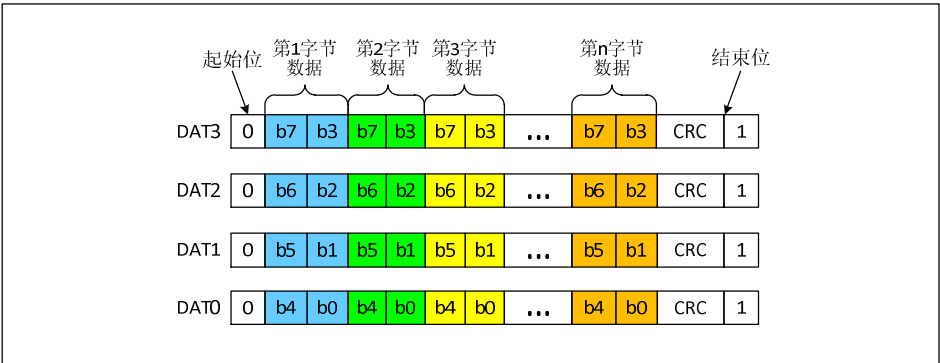 起始位 第1字节数据 第2字节数据 第3字节数据 第n字节数据 结束位
DAT3 0 b7 b3 b7 b3 b7 b3 ... b7 b3 CRC 1
DAT2 0 b6 b2 b6 b2 b6 b2 ... b6 b2 CRC 1
DAT1 0 b5 b1 b5 b1 b5 b1 ... b5 b1 CRC 1
DAT0 0 b4 b0 b4 b0 b4 b0 ... b4 b0 CRC 1